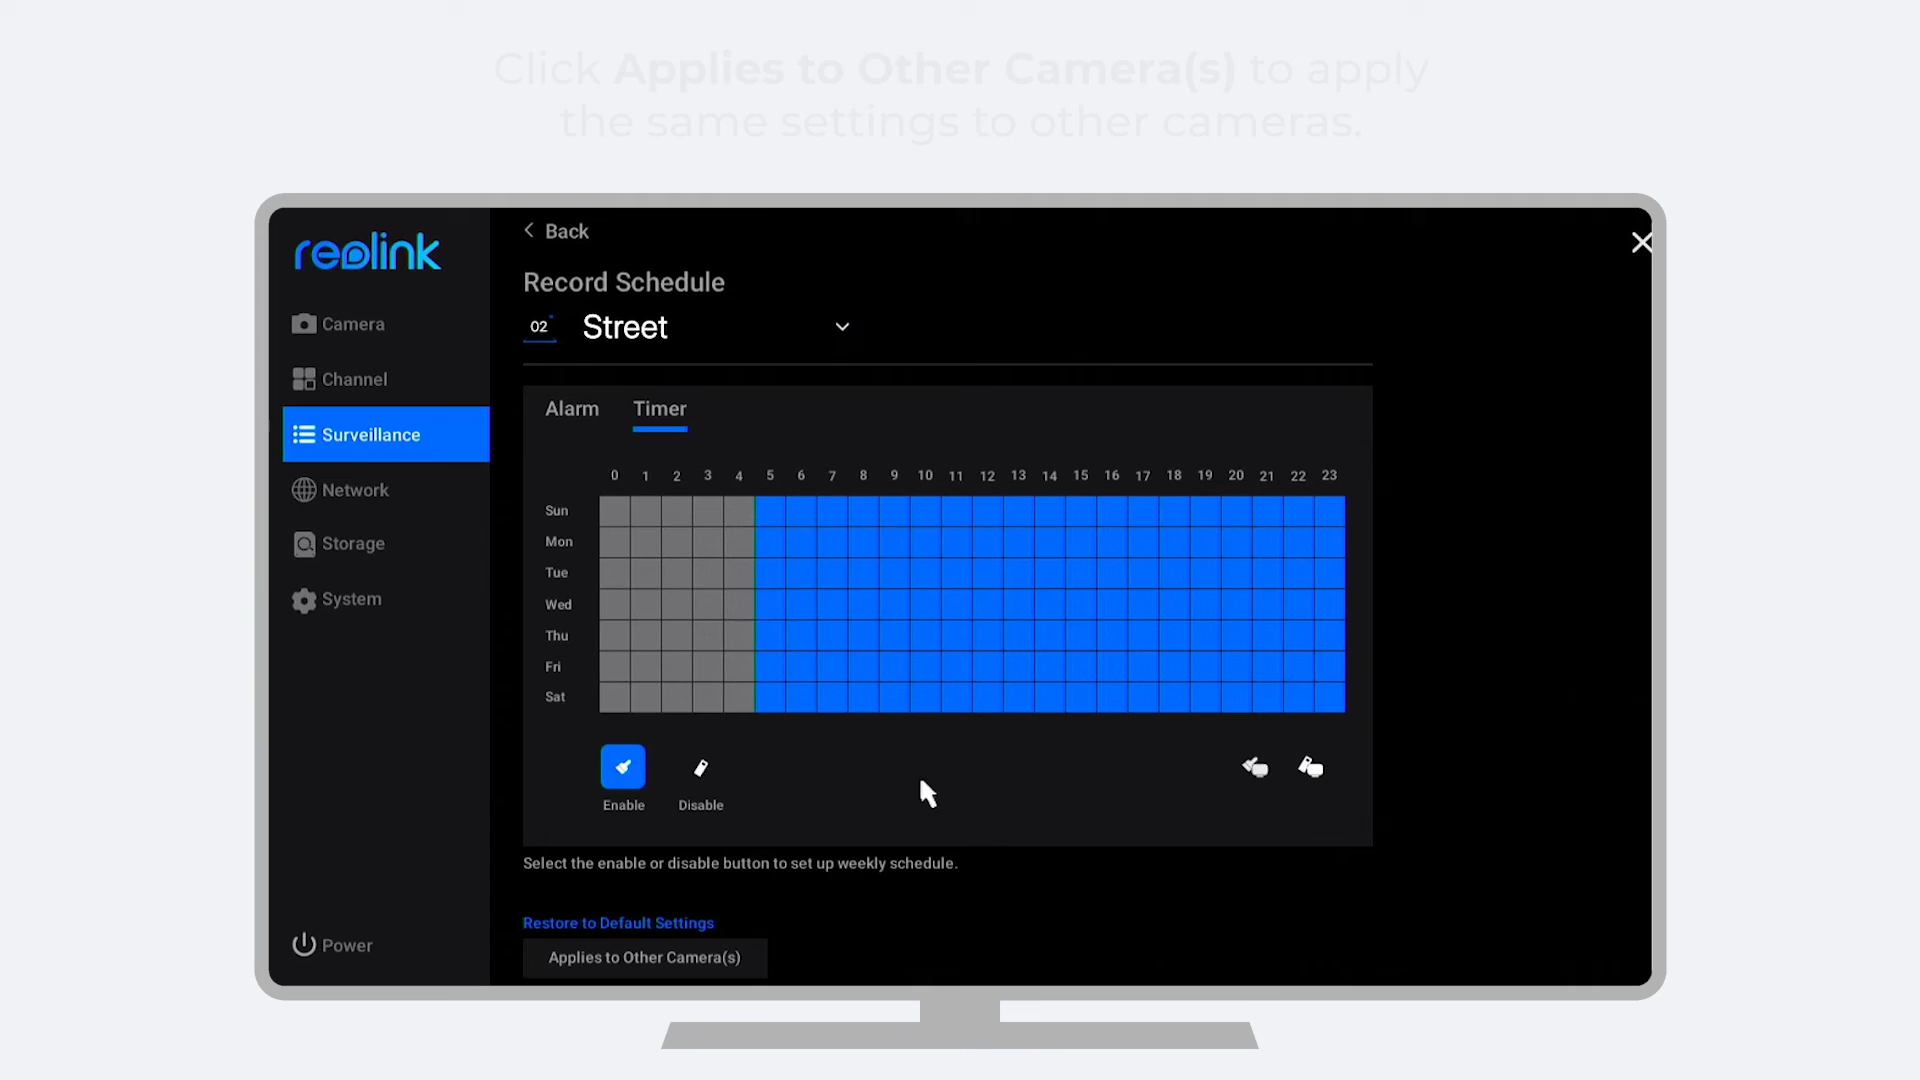 Click Applies to Other Camera(s) to apply
the same settings to other cameras.
reolink
Camera
Channel
Surveillance
Network
Storage
System
Power
Back
Record Schedule
02 Street
Alarm Timer
0 1 2 3 4 5 6 7 8 9 10 11 12 13 14 15 16 17 18 19 20 21 22 23
Sun
Mon
Tue
Wed
Thu
Fri
Sat
Enable Disable
Select the enable or disable button to set up weekly schedule.
Restore to Default Settings
Applies to Other Camera(s)